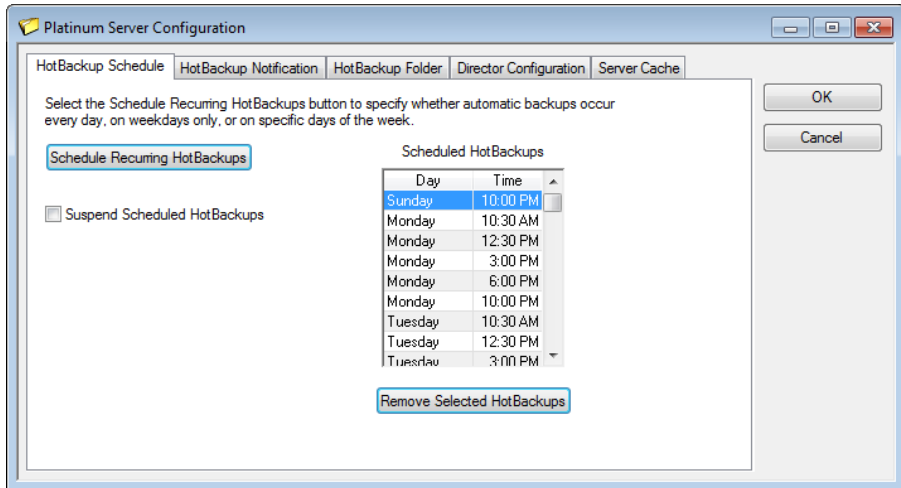 Platinum Server Configuration
HotBackup Schedule HotBackup Notification HotBackup Folder Director Configuration Server Cache
Select the Schedule Recurring HotBackups button to specify whether automatic backups occur
every day, on weekdays only, or on specific days of the week.
OK
Cancel
Schedule Recurring HotBackups
Suspend Scheduled HotBackups
Scheduled HotBackups
Day Time
Sunday 10:00 PM
Monday 10:30 AM
Monday 12:30 PM
Monday 3:00 PM
Monday 6:00 PM
Monday 10:00 PM
Tuesday 10:30 AM
Tuesday 12:30 PM
Tuesday 3:00 PM
Remove Selected HotBackups